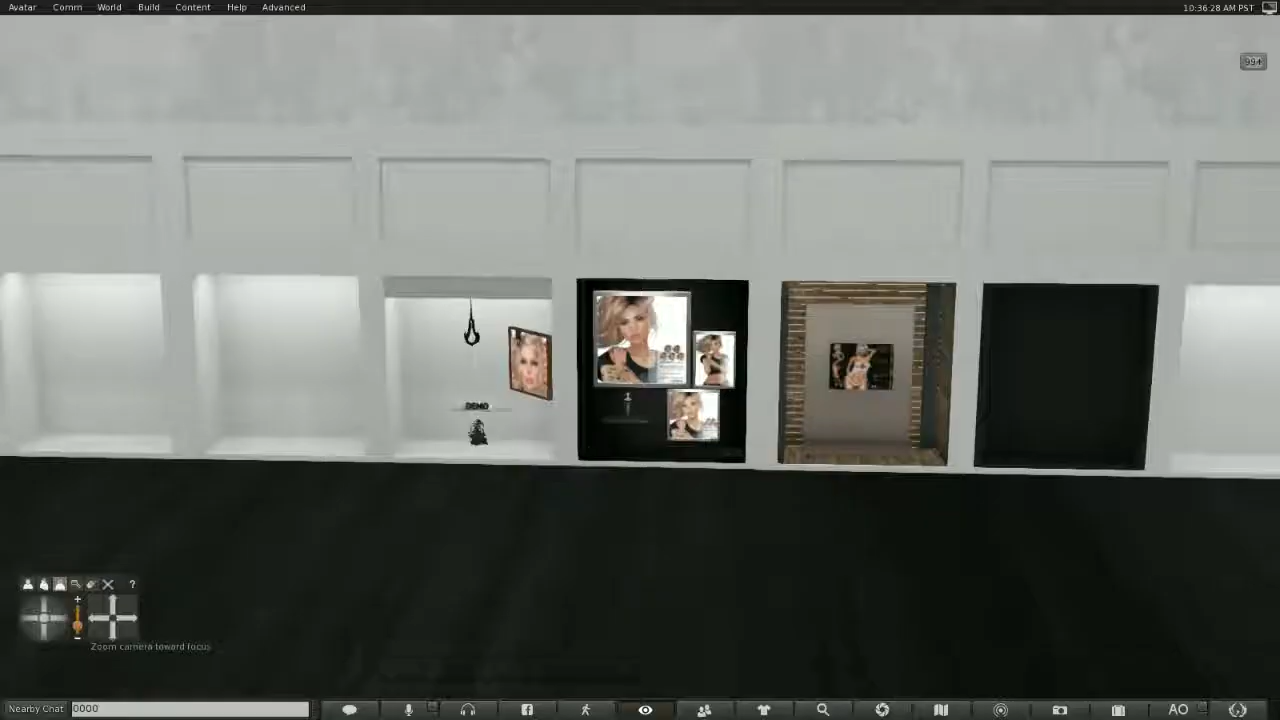 Avatar Comm World Build Content Help Advanced 10:36:28 AM PST
99+
DEMO
?
Zoom camera toward focus
Nearby Chat 0000 AO